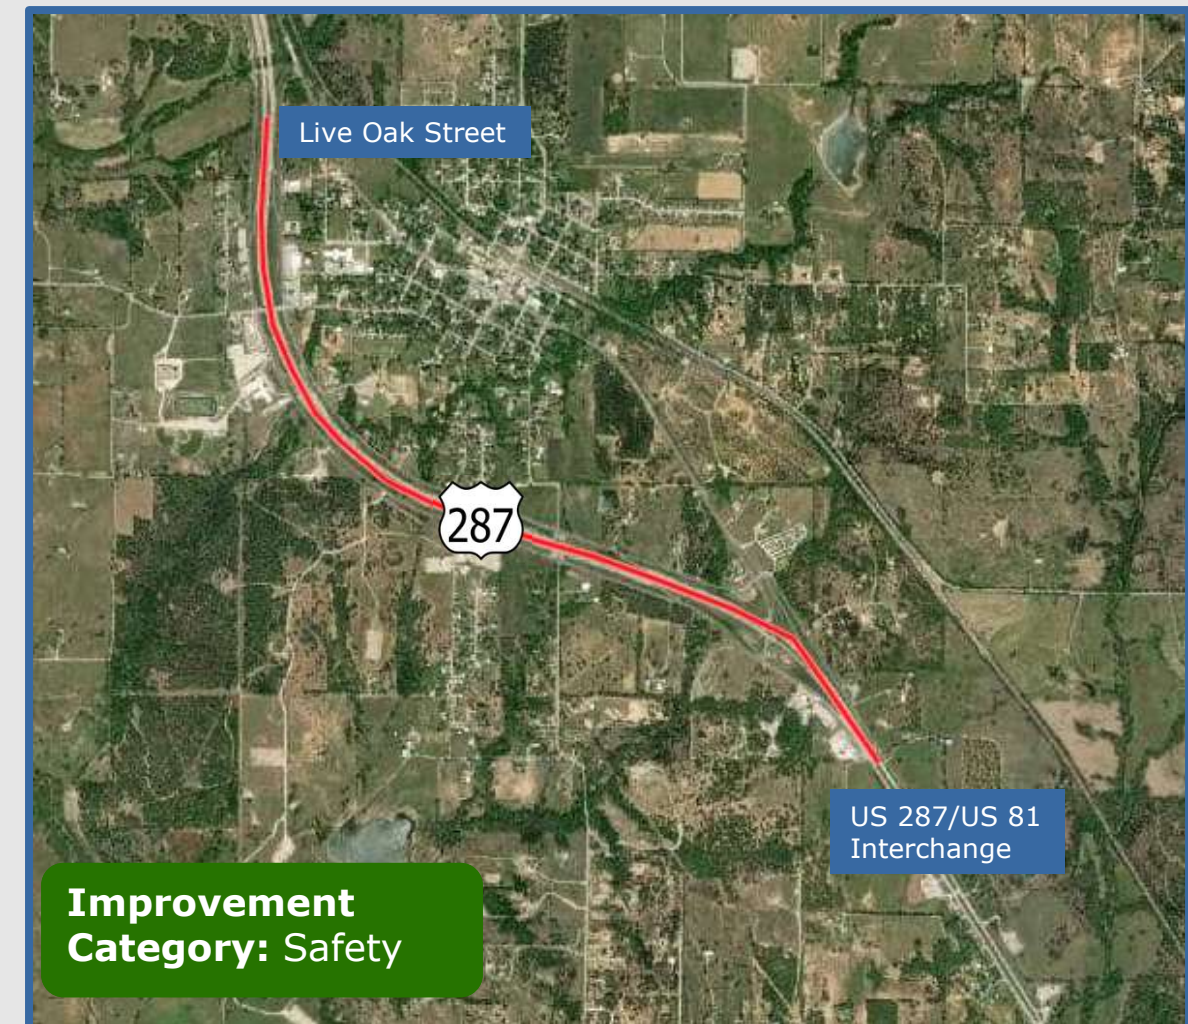 Live Oak Street
287
US 287/US 81
Interchange
Improvement
Category: Safety